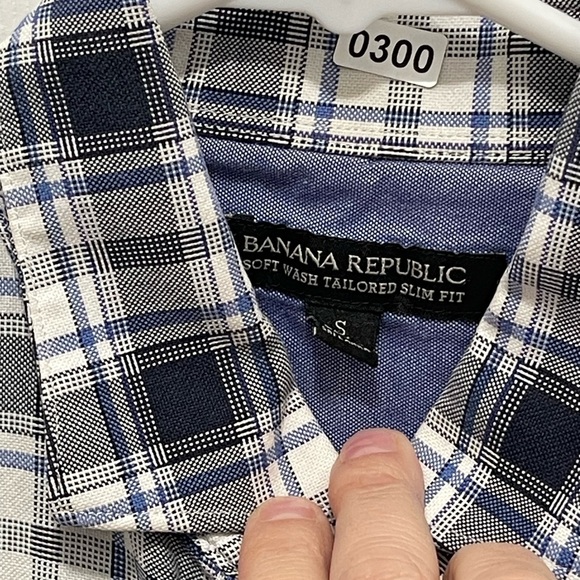 0300
BANANA REPUBLIC
SOFT WASH TAILORED SLIM FIT
S